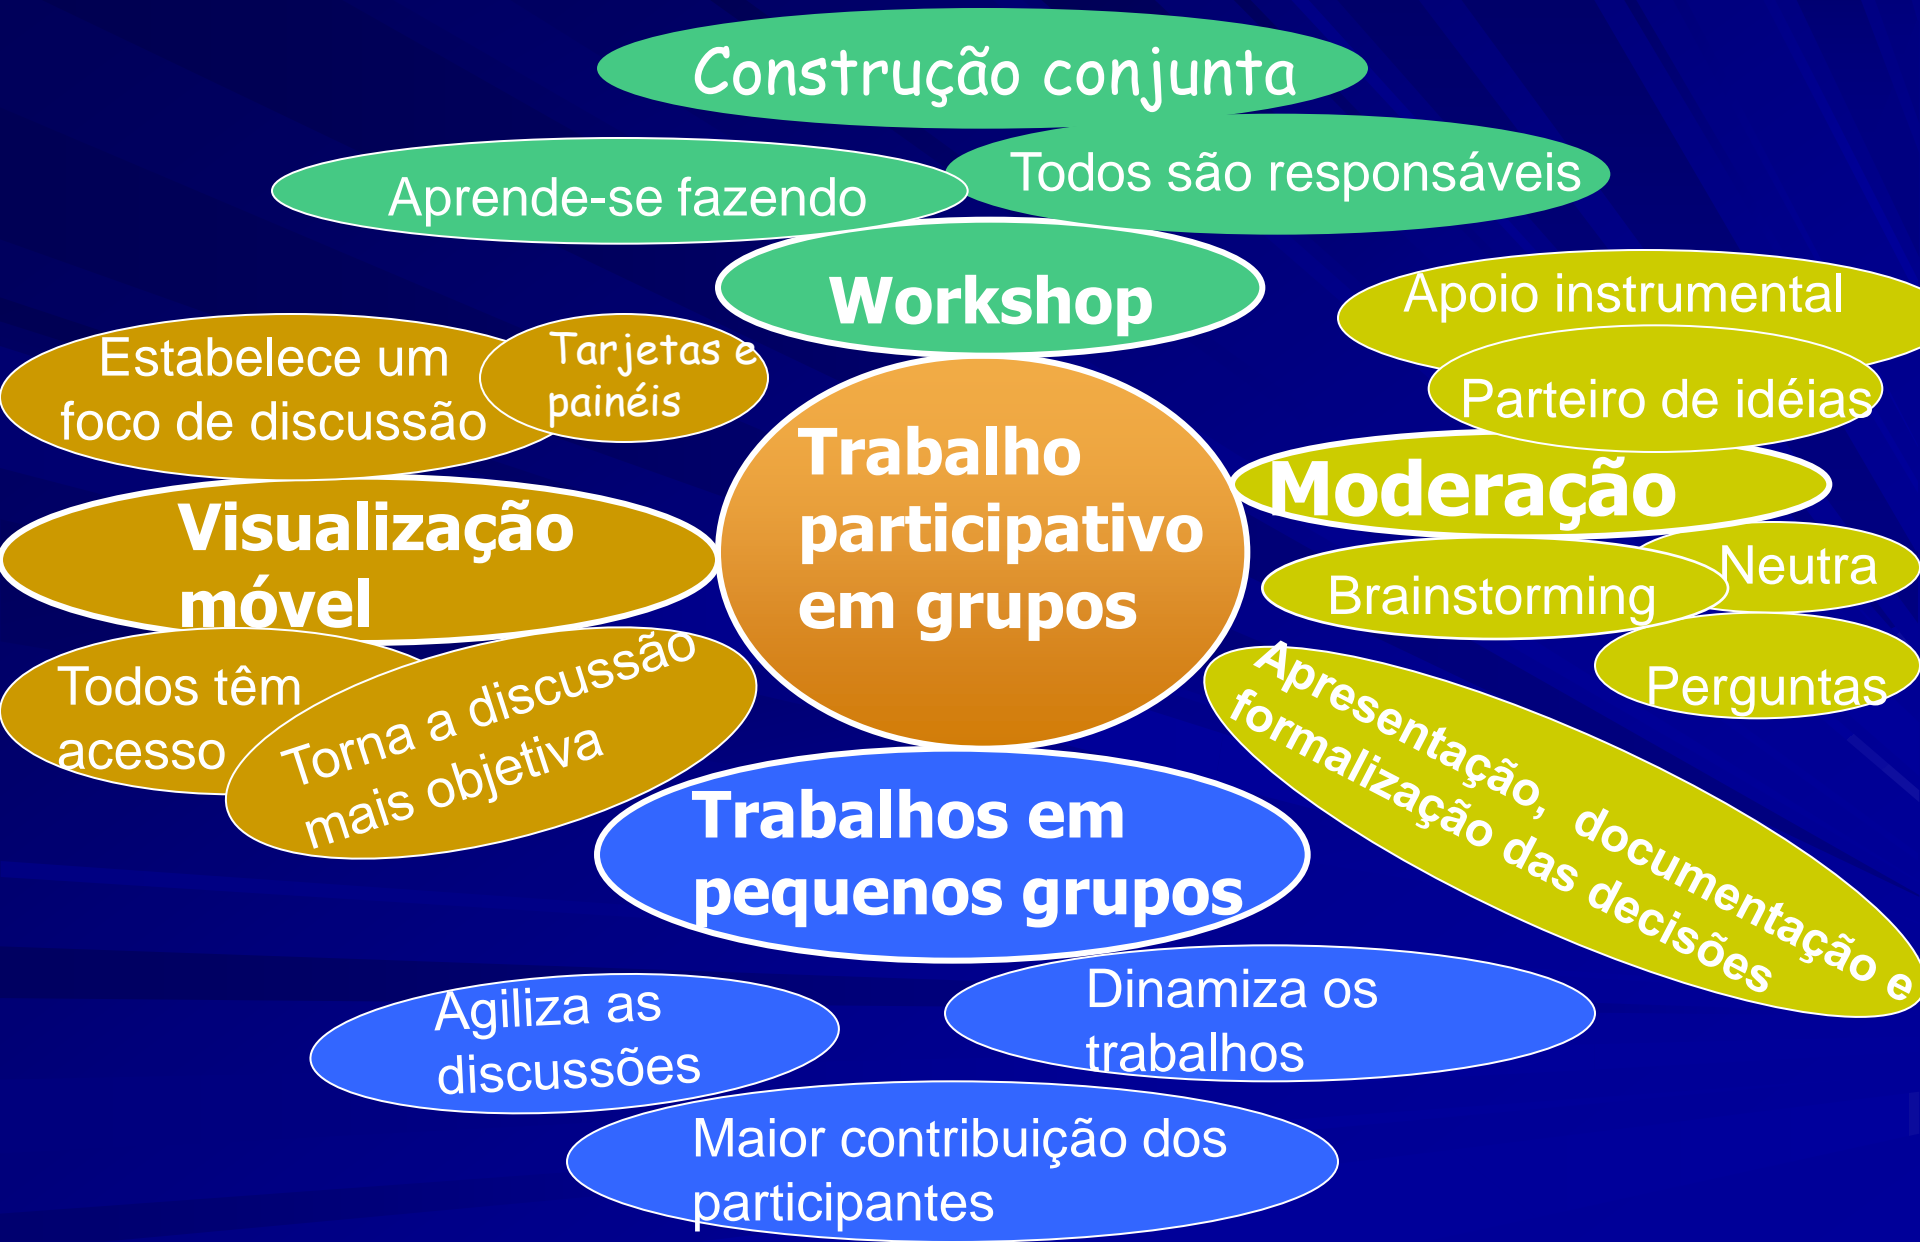 Construção conjunta
Todos são responsáveis
Aprende-se fazendo
Workshop
Apoio instrumental
Parteiro de idéias
Estabelece um
foco de discussão
Tarjetas e
painéis
Trabalho
participativo
em grupos
Moderação
Visualização
móvel
Neutra
Brainstorming
Perguntas
Todos têm
acesso
Torna a discussão
mais objetiva
Apresentação, documentação e
formalização das decisões
Trabalhos em
pequenos grupos
Agiliza as
discussões
Dinamiza os
trabalhos
Maior contribuição dos
participantes